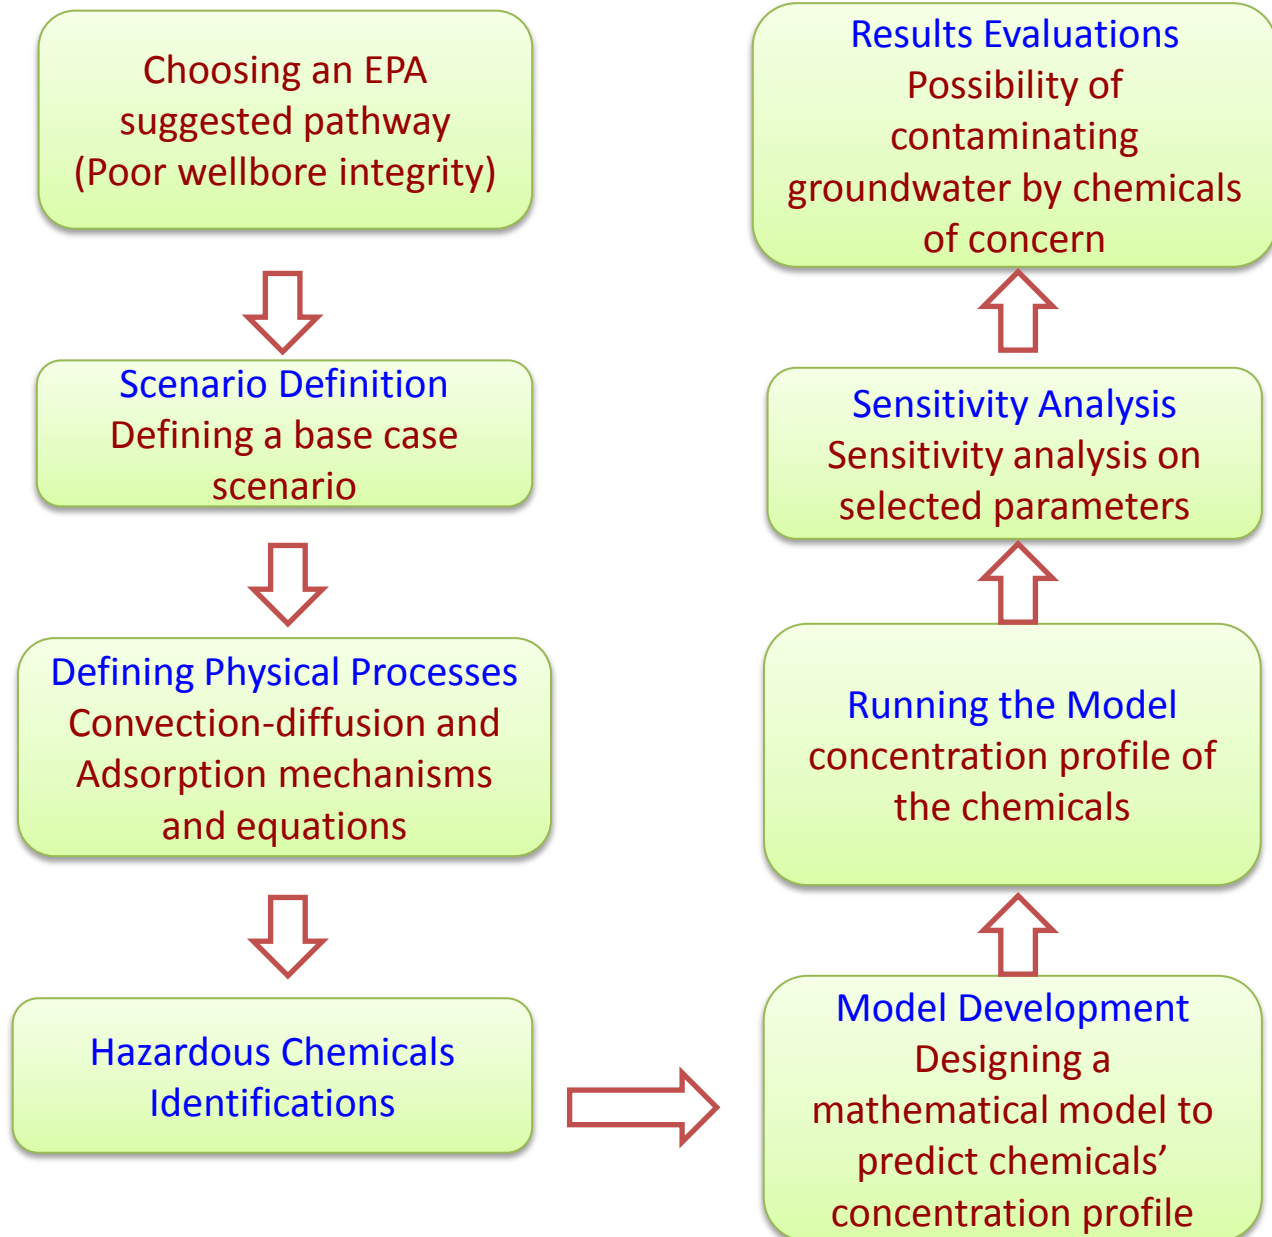 Choosing an EPA
suggested pathway
(Poor wellbore integrity)
Scenario Definition
Defining a base case
scenario
Defining Physical Processes
Convection-diffusion and
Adsorption mechanisms
and equations
Hazardous Chemicals
Identifications
Model Development
Designing a
mathematical model to
predict chemicals’
concentration profile
Running the Model
concentration profile of
the chemicals
Sensitivity Analysis
Sensitivity analysis on
selected parameters
Results Evaluations
Possibility of
contaminating
groundwater by chemicals
of concern